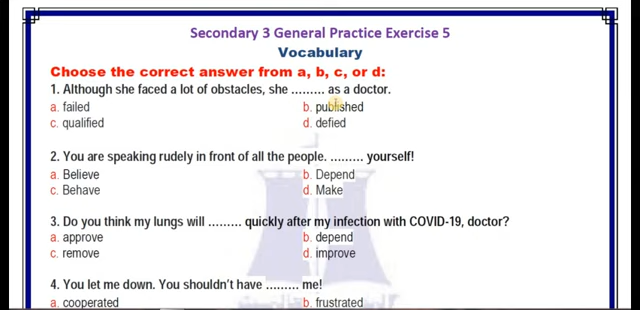 Secondary 3 General Practice Exercise 5
Vocabulary
Choose the correct answer from a, b, c, or d:
1. Although she faced a lot of obstacles, she ......... as a doctor.
a. failed b. published
c. qualified d. defied
2. You are speaking rudely in front of all the people. ......... yourself!
a. Believe b. Depend
c. Behave d. Make
3. Do you think my lungs will ......... quickly after my infection with COVID-19, doctor?
a. approve b. depend
c. remove d. improve
4. You let me down. You shouldn't have ......... me!
a. cooperated b. frustrated